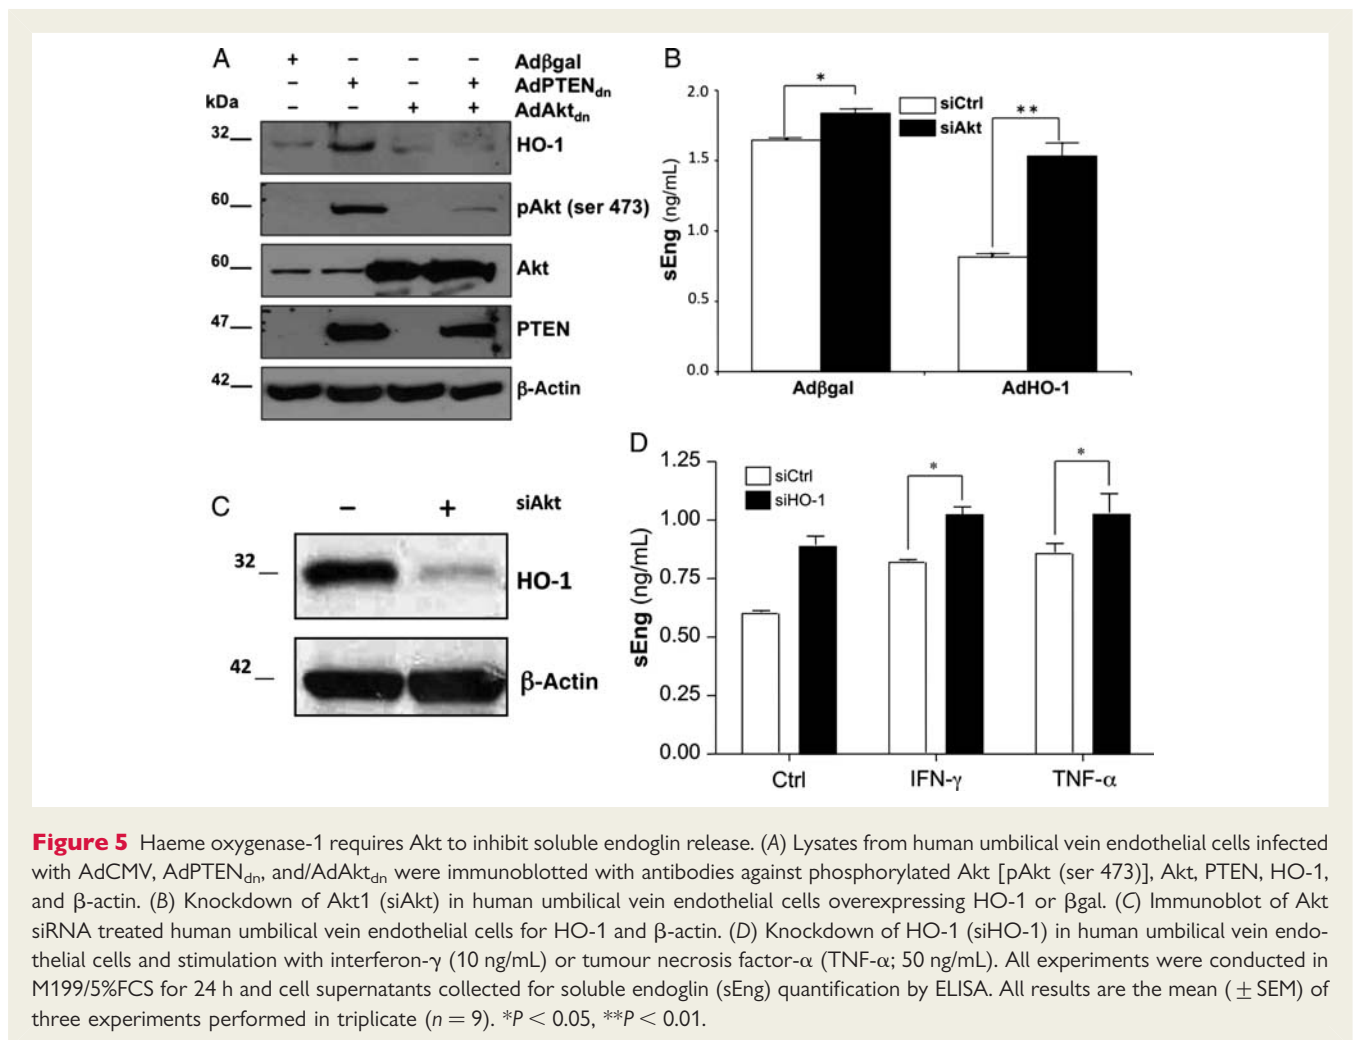 A
+ − − − Adβgal
− + − + AdPTENdn
kDa
− − + + AdAktdn
32 HO-1
60 pAkt (ser 473)
60 Akt
47 PTEN
42 β-Actin
B
* **
siCtrl
siAkt
2.0
1.5
1.0
0.5
0.0
sEng (ng/mL)
Adβgal AdHO-1
C
− + siAkt
32 HO-1
42 β-Actin
D
* *
siCtrl
siHO-1
1.25
1.00
0.75
0.50
0.25
0.00
sEng (ng/mL)
Ctrl IFN-γ TNF-α
Figure 5 Haeme oxygenase-1 requires Akt to inhibit soluble endoglin release. (A) Lysates from human umbilical vein endothelial cells infected
with AdCMV, AdPTENdn, and/AdAktdn were immunoblotted with antibodies against phosphorylated Akt [pAkt (ser 473)], Akt, PTEN, HO-1,
and β-actin. (B) Knockdown of Akt1 (siAkt) in human umbilical vein endothelial cells overexpressing HO-1 or βgal. (C) Immunoblot of Akt
siRNA treated human umbilical vein endothelial cells for HO-1 and β-actin. (D) Knockdown of HO-1 (siHO-1) in human umbilical vein endo-
thelial cells and stimulation with interferon-γ (10 ng/mL) or tumour necrosis factor-α (TNF-α; 50 ng/mL). All experiments were conducted in
M199/5%FCS for 24 h and cell supernatants collected for soluble endoglin (sEng) quantification by ELISA. All results are the mean (±SEM) of
three experiments performed in triplicate (n = 9). *P < 0.05, **P < 0.01.